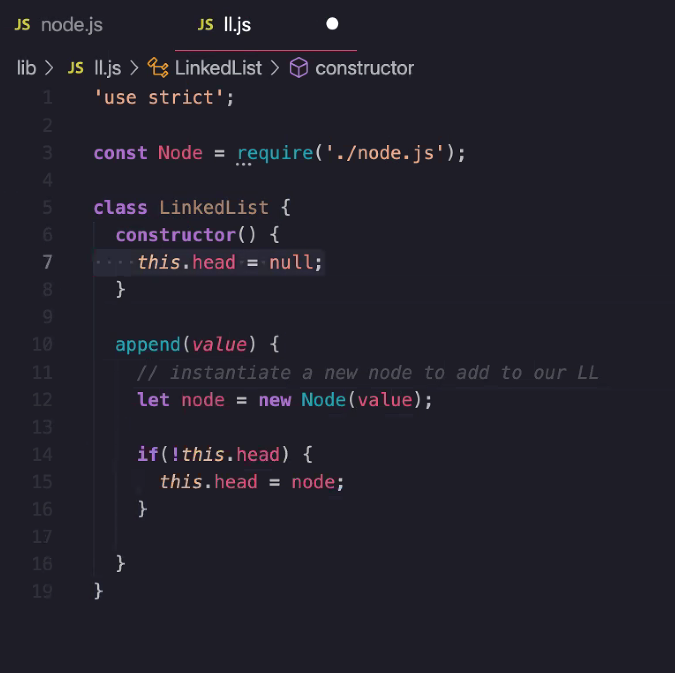 JS node.js
JS ll.js
lib > JS ll.js > LinkedList > constructor
1 'use strict';
2
3 const Node = require('./node.js');
4
5 class LinkedList {
6 constructor() {
7 ····this.head·=·null;
8 }
9
10 append(value) {
11 // instantiate a new node to add to our LL
12 let node = new Node(value);
13
14 if(!this.head) {
15 this.head = node;
16 }
17
18 }
19 }